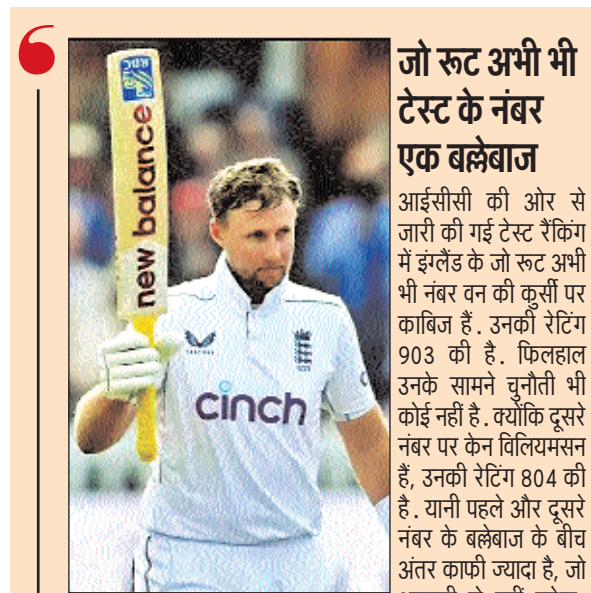 RDC
new balance
cinch
जो रूट अभी भी
टेस्ट के नंबर
एक बल्लेबाज
आईसीसी की ओर से
जारी की गई टेस्ट रैंकिंग
में इंग्लैंड के जो रूट अभी
भी नंबर वन की कुर्सी पर
काबिज हैं. उनकी रेटिंग
903 की है. फिलहाल
उनके सामने चुनौती भी
कोई नहीं है. क्योंकि दूसरे
नंबर पर केन विलियमसन
हैं, उनकी रेटिंग 804 की
है. यानी पहले और दूसरे
नंबर के बल्लेबाज के बीच
अंतर काफी ज्यादा है, जो